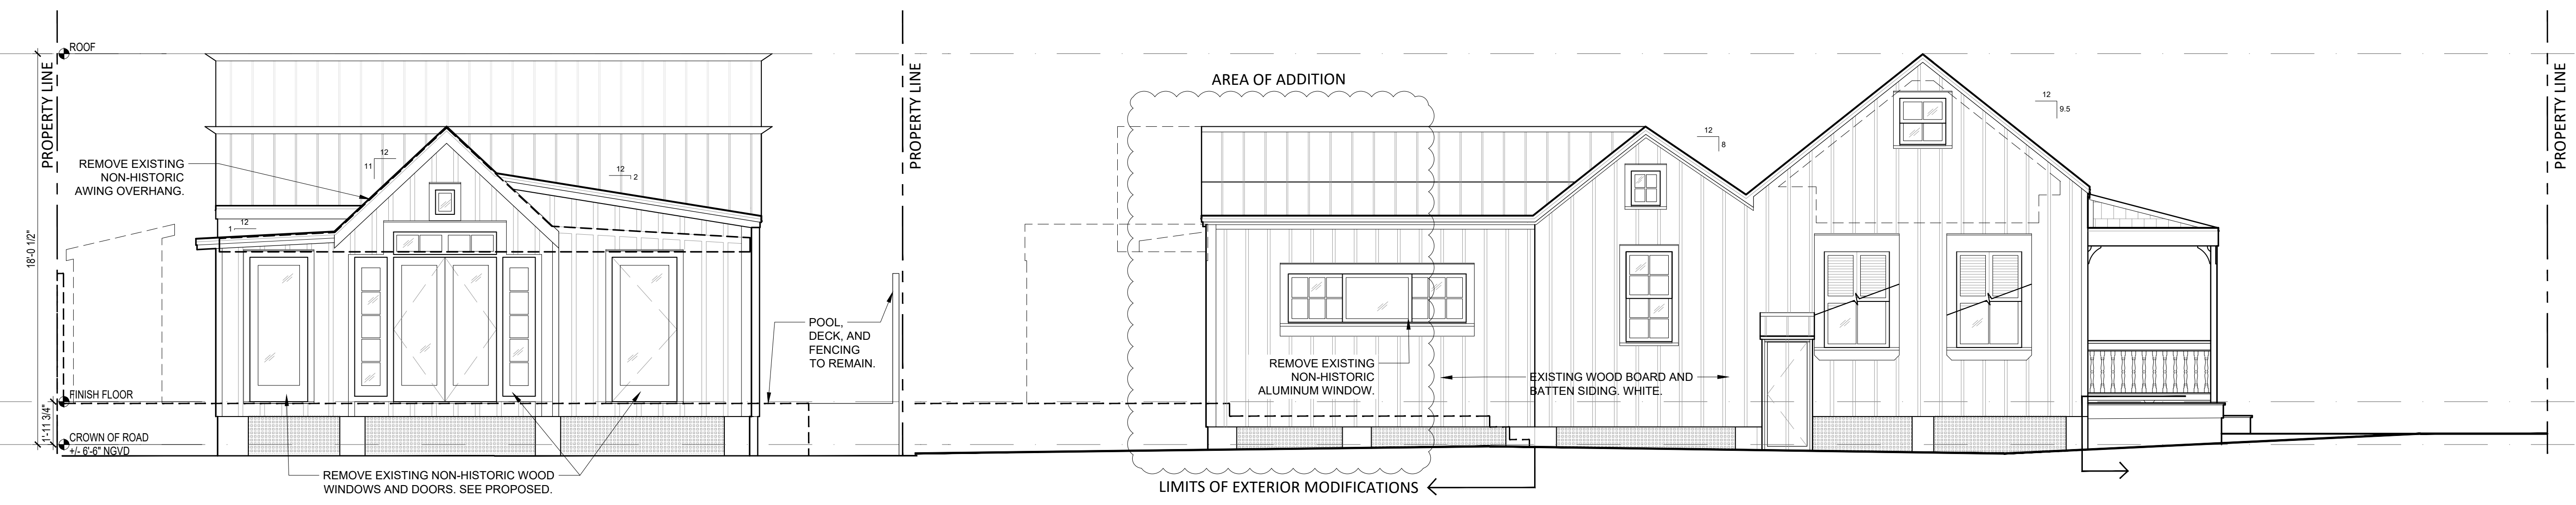 ROOF
PROPERTY LINE
REMOVE EXISTING
NON-HISTORIC
AWING OVERHANG.
12
11
12
2
12
1
18'-0 1/2"
FINISH FLOOR
1'-11 3/4"
CROWN OF ROAD
+/- 6'-6" NGVD
REMOVE EXISTING NON-HISTORIC WOOD
WINDOWS AND DOORS. SEE PROPOSED.
POOL,
DECK, AND
FENCING
TO REMAIN.
PROPERTY LINE
AREA OF ADDITION
12
8
12
9.5
REMOVE EXISTING
NON-HISTORIC
ALUMINUM WINDOW.
EXISTING WOOD BOARD AND
BATTEN SIDING. WHITE.
LIMITS OF EXTERIOR MODIFICATIONS
PROPERTY LINE